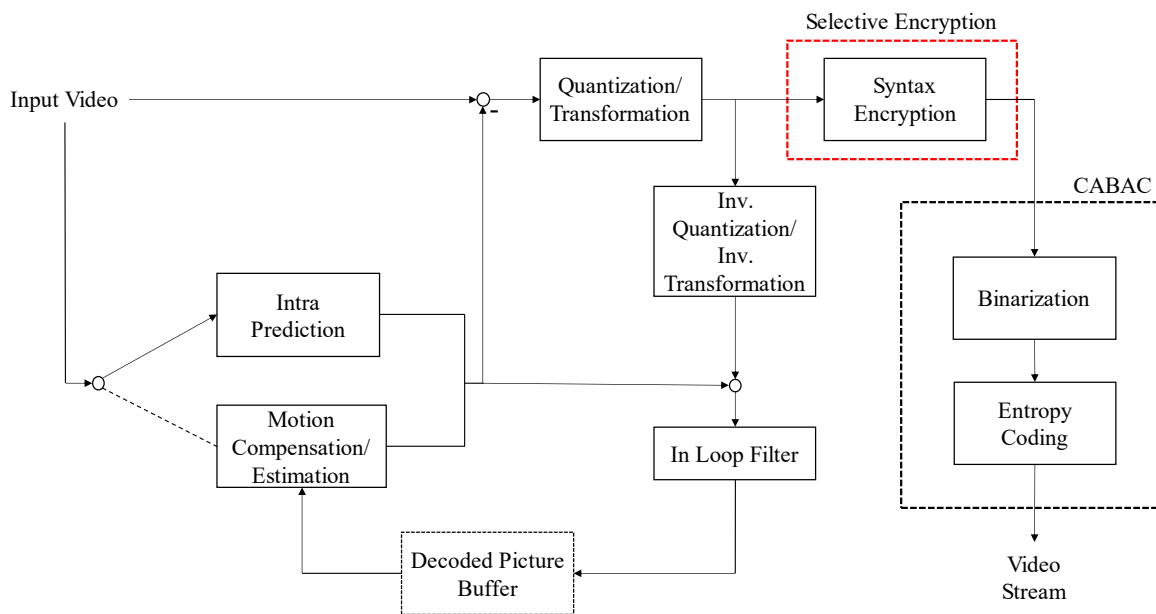 Selective Encryption
Input Video
Quantization/
Transformation
Syntax
Encryption
-
CABAC
Inv.
Quantization/
Inv.
Transformation
Intra
Prediction
Binarization
Motion
Compensation/
Estimation
In Loop Filter
Entropy
Coding
Decoded Picture
Buffer
Video
Stream